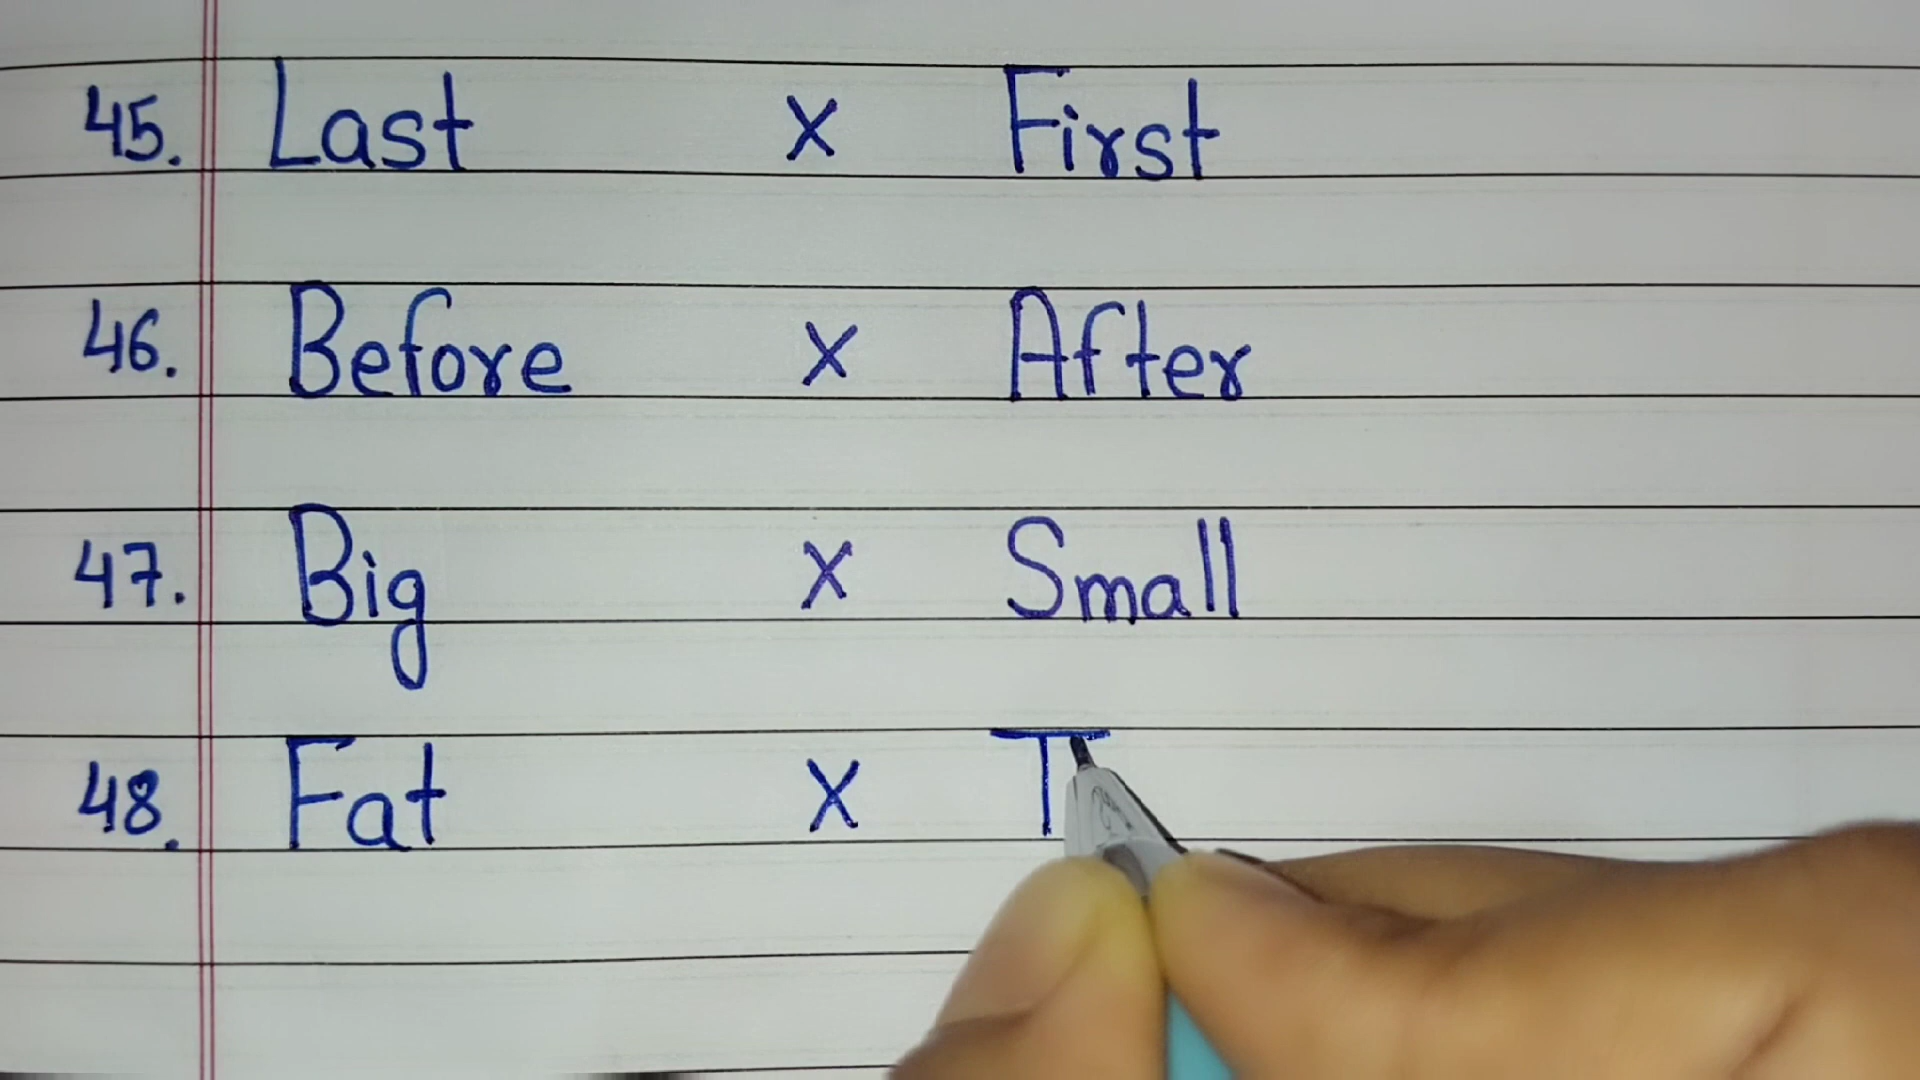 45. Last x First
46. Before x After
47. Big x Small
48. Fat x T